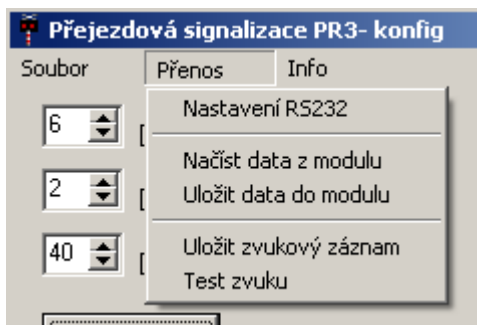 Přejezdová signalizace PR3- konfig
Soubor Přenos Info
Nastavení RS232
6 [
Načíst data z modulu
2 [
Uložit data do modulu
40 [
Uložit zvukový záznam
Test zvuku